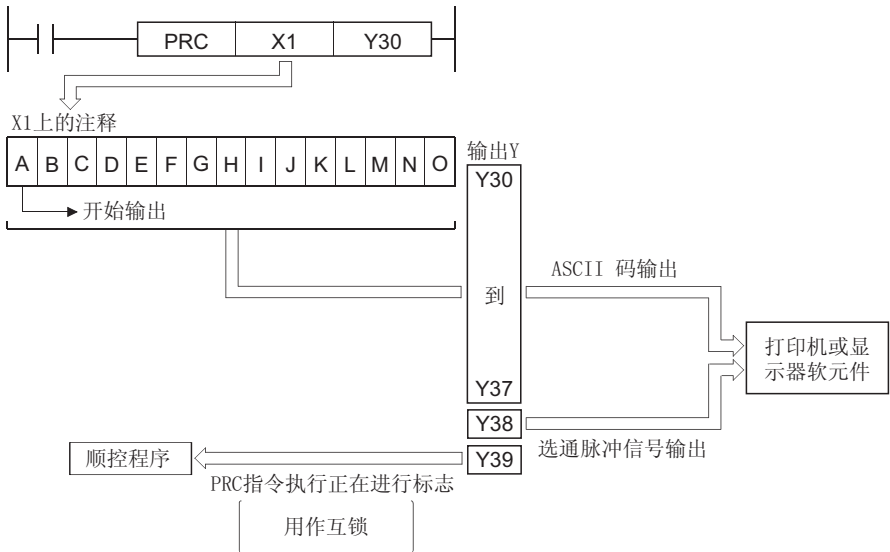 PRC X1 Y30
X1上的注释
A B C D E F G H I J K L M N O
输出Y
Y30
开始输出
ASCII 码输出
到
打印机或显
示器软元件
Y37
Y38
选通脉冲信号输出
顺控程序
Y39
PRC指令执行正在进行标志
用作互锁